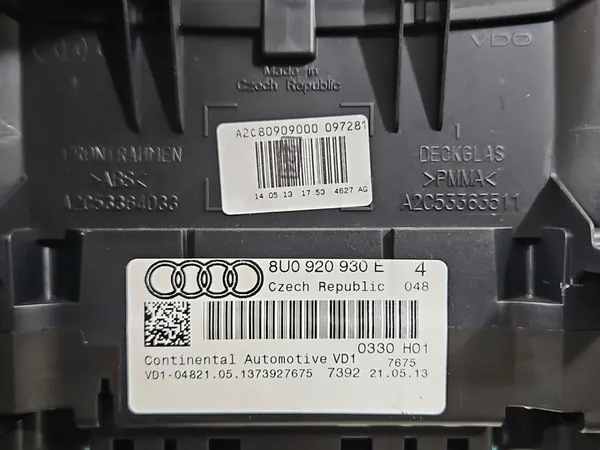 VDO
Made in
Czech Republic
A2C80909000 097281
14.05.13 17:53 4627 AG
FRONTRAHMEN
>ABS<
A2C53364033
1
DECKGLAS
>PMMA<
A2C53363511
8U0 920 930 E 4
Czech Republic 048
0330 H01
Continental Automotive VD1 7675
VD1-04821.05.1373927675 7392 21.05.13